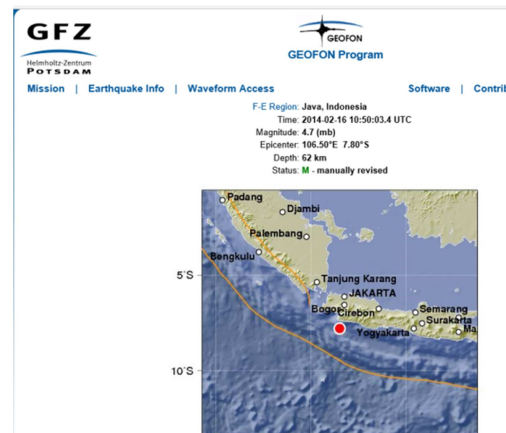 GFZ
Helmholtz-Zentrum
POTSDAM
GEOFON
GEOFON Program
Mission | Earthquake Info | Waveform Access Software | Contrib
F-E Region: Java, Indonesia
Time: 2014-02-16 10:50:03.4 UTC
Magnitude: 4.7 (mb)
Epicenter: 106.50°E 7.80°S
Depth: 62 km
Status: M - manually revised
Padang
Djambi
Palembang
Bengkulu
5°S
Tanjung Karang
JAKARTA
Bogor
Cirebon
Semarang
Surakarta
Yogyakarta
Ma
10°S